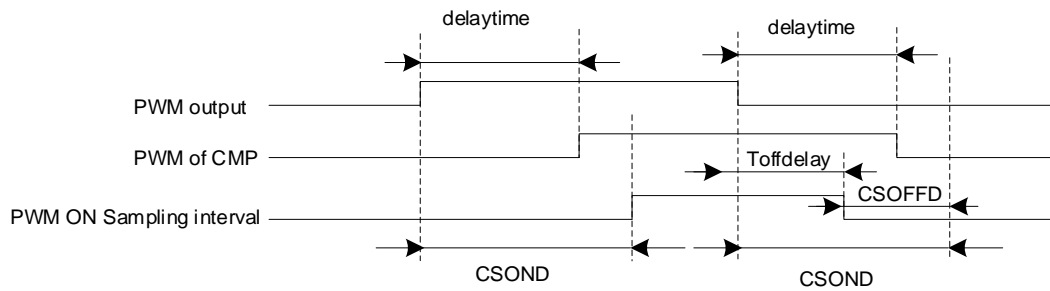 delaytime
delaytime
PWM output
PWM of CMP
Toffdelay
CSOFFD
PWM ON Sampling interval
CSOND
CSOND